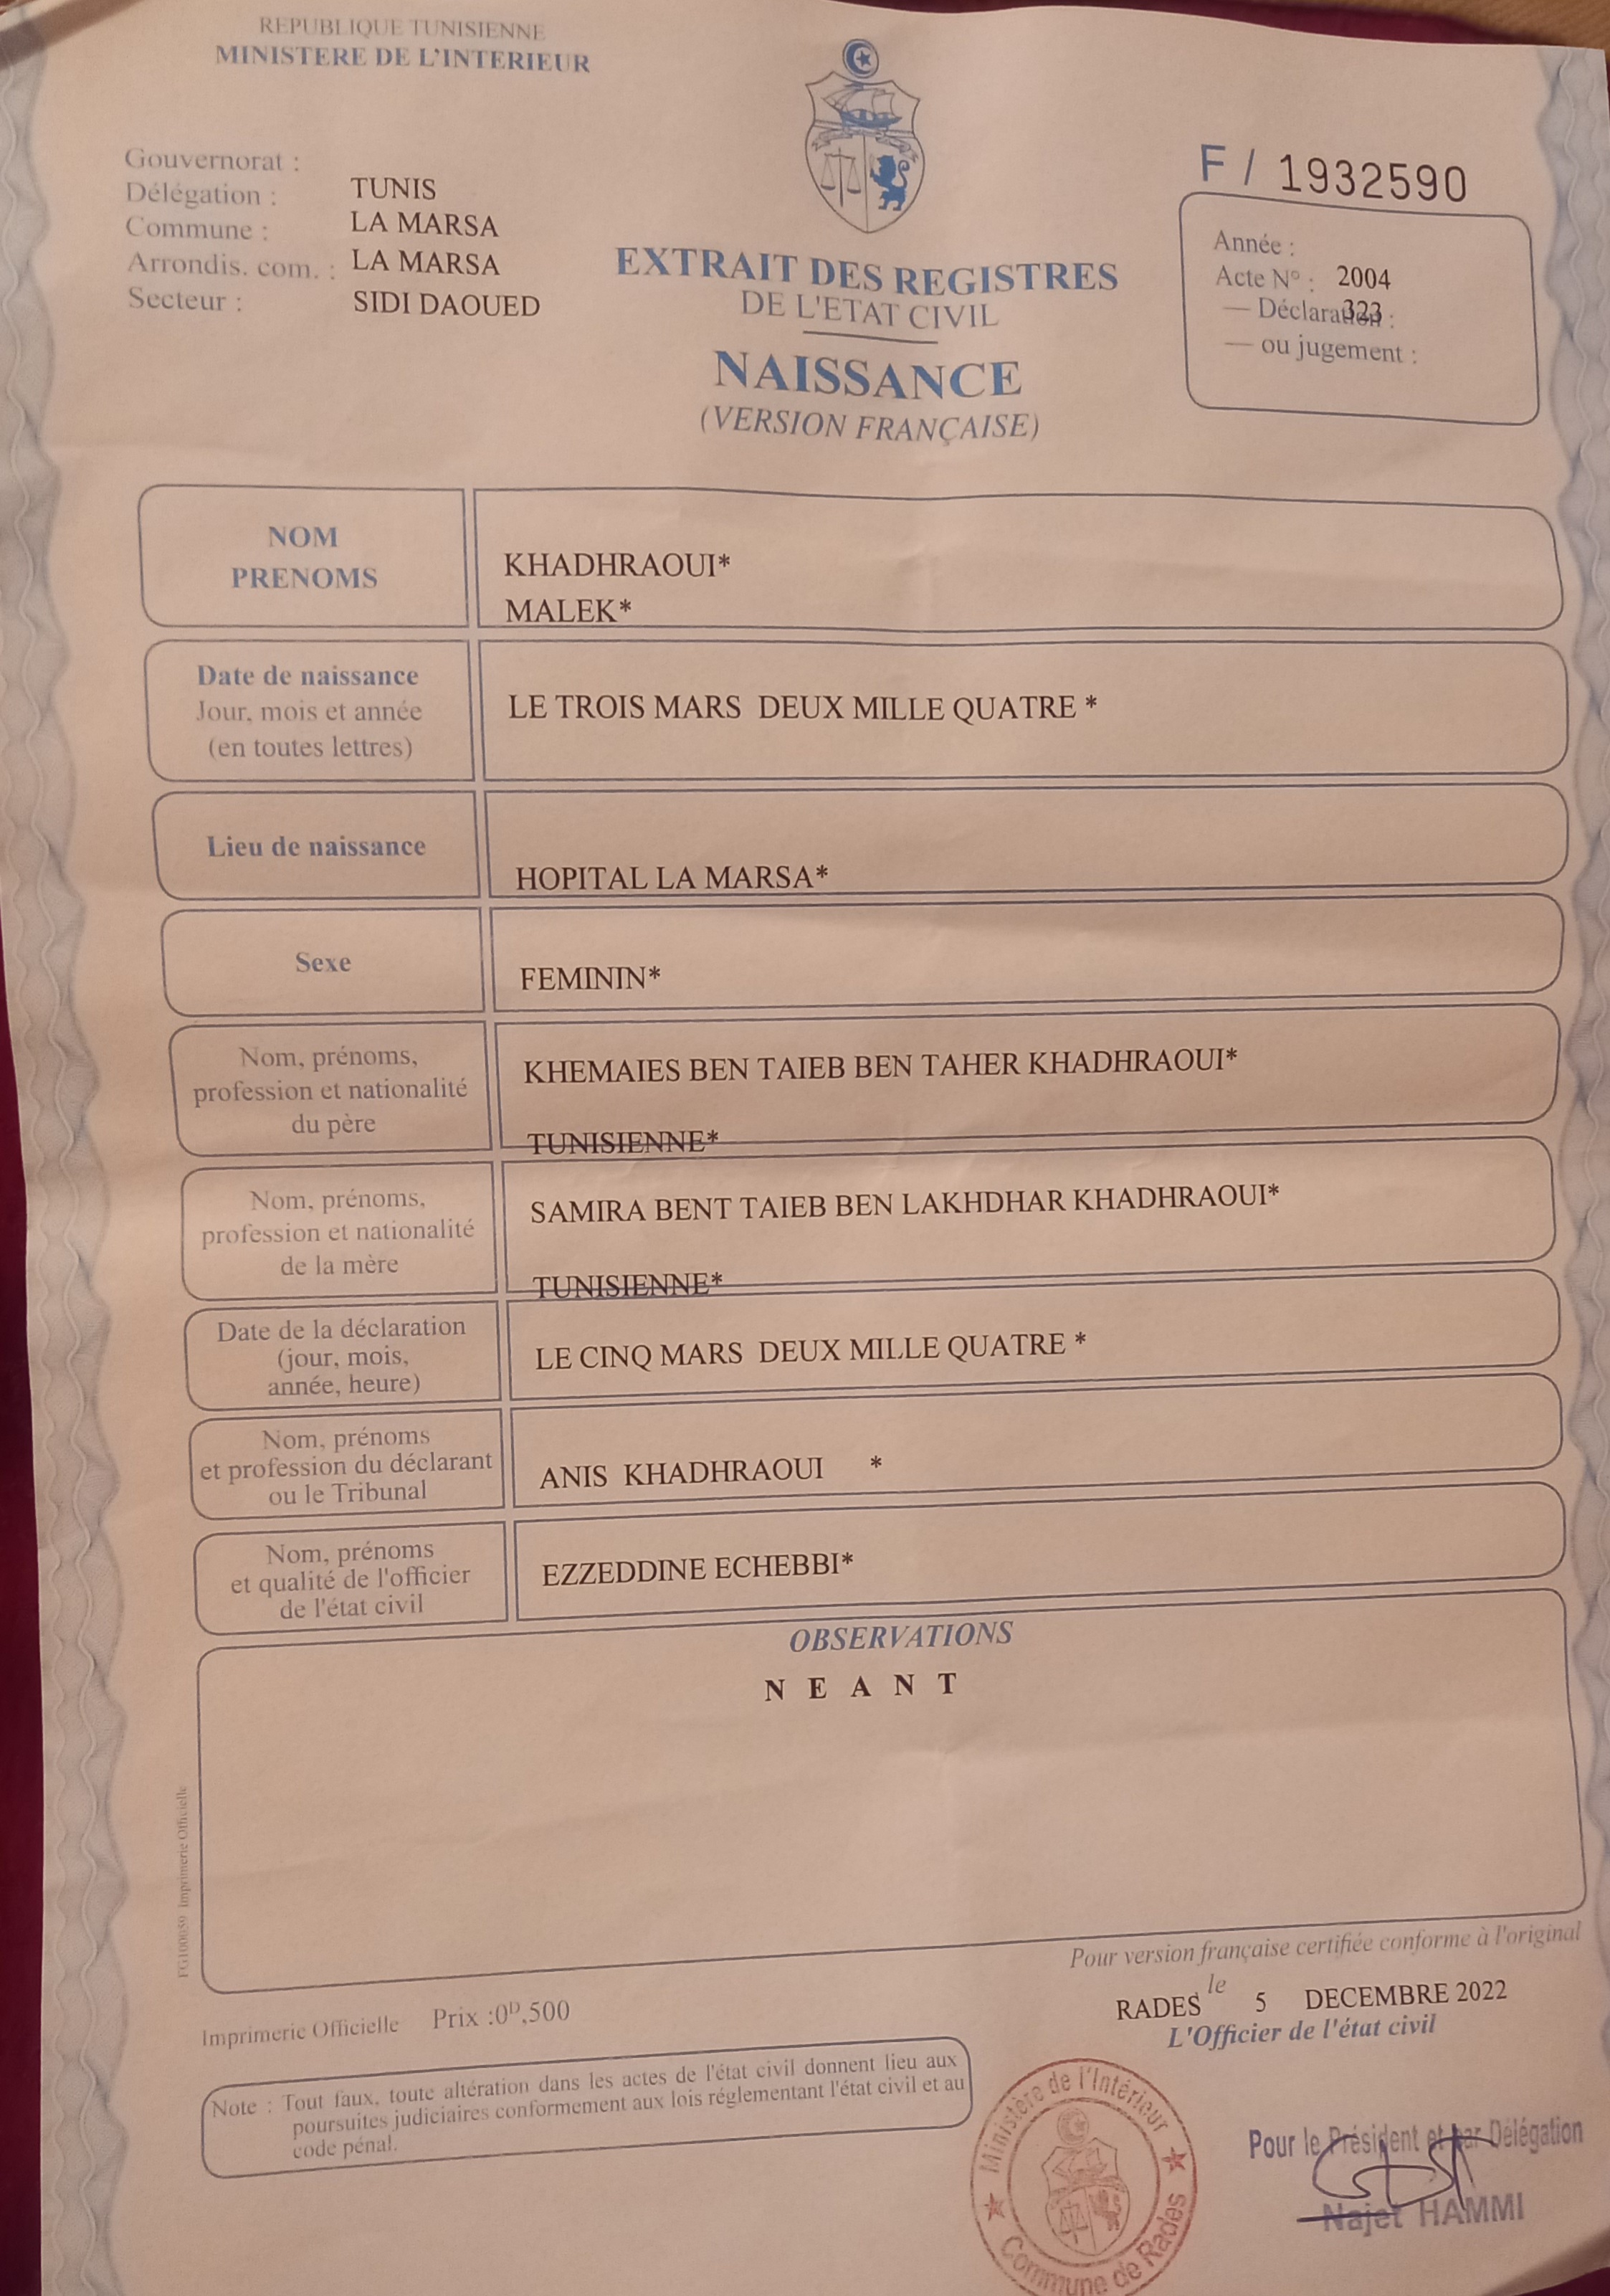 REPUBLIQUE TUNISIENNE
MINISTERE DE L'INTERIEUR
Gouvernorat :
Délégation : TUNIS
Commune : LA MARSA
Arrondis. com. : LA MARSA
Secteur : SIDI DAOUED
F / 1932590
Année :
Acte N° : 2004
— Déclaration : 323
— ou jugement :
EXTRAIT DES REGISTRES
DE L'ETAT CIVIL
NAISSANCE
(VERSION FRANÇAISE)
NOM
PRENOMS
KHADHRAOUI*
MALEK*
Date de naissance
Jour, mois et année
(en toutes lettres)
LE TROIS MARS DEUX MILLE QUATRE *
Lieu de naissance
HOPITAL LA MARSA*
Sexe
FEMININ*
Nom, prénoms,
profession et nationalité
du père
KHEMAIES BEN TAIEB BEN TAHER KHADHRAOUI*
TUNISIENNE*
Nom, prénoms,
profession et nationalité
de la mère
SAMIRA BENT TAIEB BEN LAKHDHAR KHADHRAOUI*
TUNISIENNE*
Date de la déclaration
(jour, mois,
année, heure)
LE CINQ MARS DEUX MILLE QUATRE *
Nom, prénoms
et profession du déclarant
ou le Tribunal
ANIS KHADHRAOUI *
Nom, prénoms
et qualité de l'officier
de l'état civil
EZZEDDINE ECHEBBI*
OBSERVATIONS
N E A N T
Imprimerie Officielle
Pour version française certifiée conforme à l'original
RADES le 5 DECEMBRE 2022
L'Officier de l'état civil
Imprimerie Officielle Prix :0ᴰ,500
Note : Tout faux, toute altération dans les actes de l'état civil donnent lieu aux
poursuites judiciaires conformement aux lois réglementant l'état civil et au
code pénal.
Ministère de l'Intérieur
Commune de Rades
Pour le Président et par Délégation
Najet HAMMI